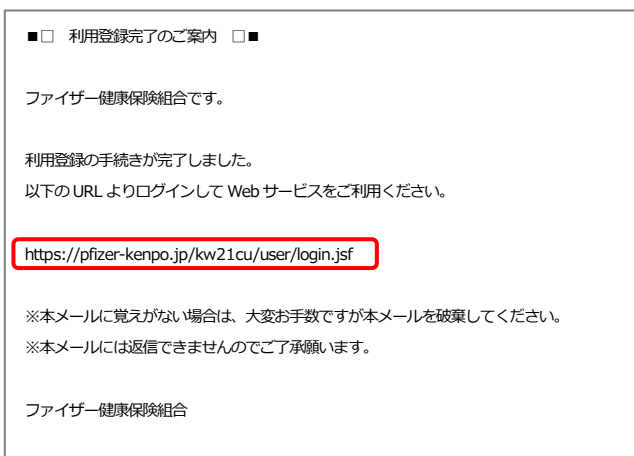 ■□ 利用登録完了のご案内 □■
ファイザー健康保険組合です。
利用登録の手続きが完了しました。
以下の URL よりログインして Web サービスをご利用ください。
https://pfizer-kenpo.jp/kw21cu/user/login.jsf
※本メールに覚えがない場合は、大変お手数ですが本メールを破棄してください。
※本メールには返信できませんのでご了承願います。
ファイザー健康保険組合